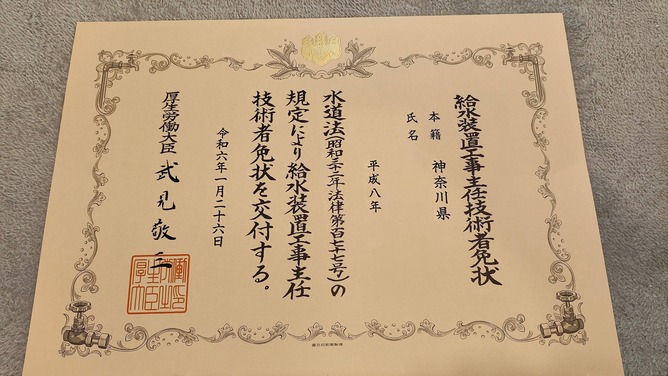 給水装置工事主任技術者免状
本籍 神奈川県
氏名
平成八年
水道法(昭和三十二年法律第百七十七号)の
規定により給水装置工事主任
技術者免状を交付する。
令和六年一月二十六日
厚生労働大臣 武見敬三